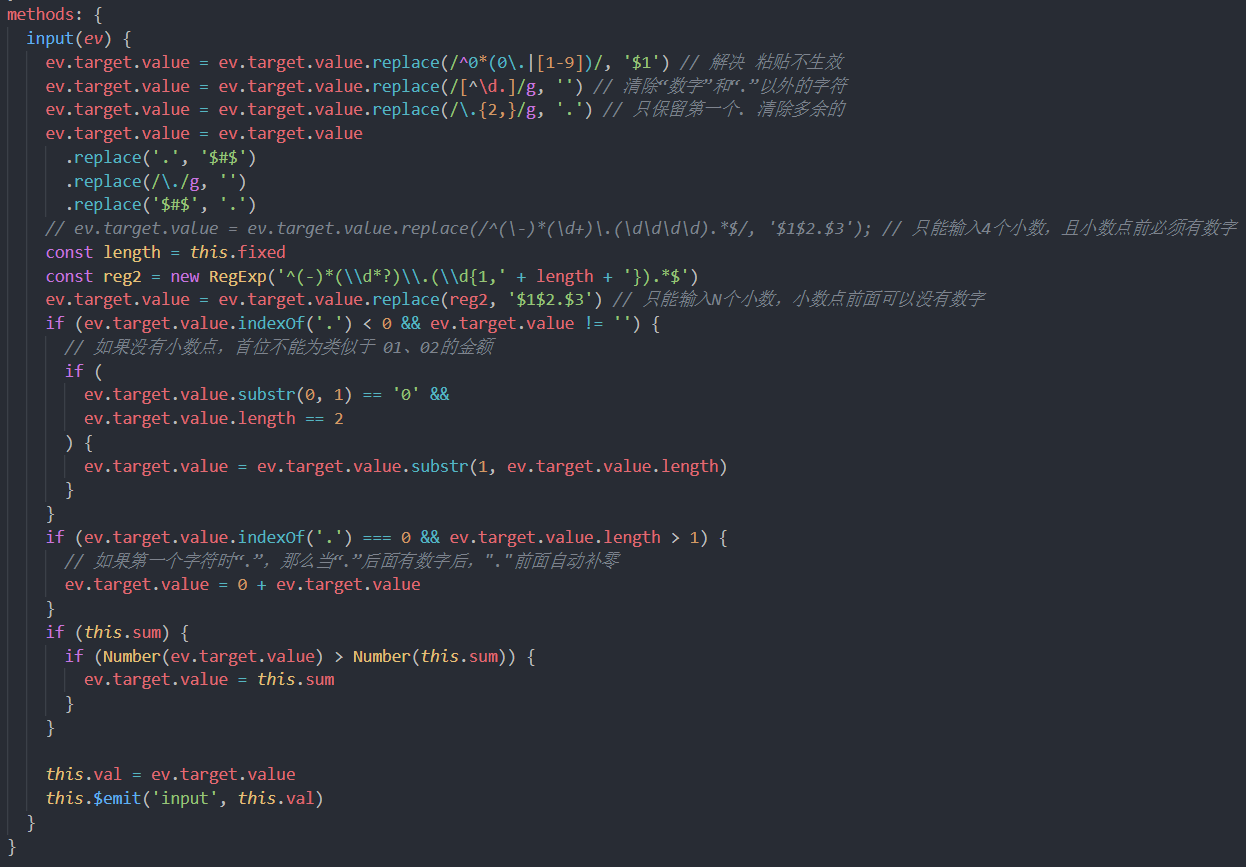 methods: {
input(ev) {
ev.target.value = ev.target.value.replace(/^0*(0\.|[1-9])/, '$1') // 解决 粘贴不生效
ev.target.value = ev.target.value.replace(/[^\d.]/g, '') // 清除“数字”和“.”以外的字符
ev.target.value = ev.target.value.replace(/\.{2,}/g, '.') // 只保留第一个. 清除多余的
ev.target.value = ev.target.value
.replace('.', '$#$')
.replace(/\./g, '')
.replace('$#$', '.')
// ev.target.value = ev.target.value.replace(/^(\-)*(\d+)\.(\d\d\d\d).*$/, '$1$2.$3'); // 只能输入4个小数，且小数点前必须有数字
const length = this.fixed
const reg2 = new RegExp('^(-)*(\\d*?)\\.(\\d{1,' + length + '}).*$')
ev.target.value = ev.target.value.replace(reg2, '$1$2.$3') // 只能输入N个小数，小数点前面可以没有数字
if (ev.target.value.indexOf('.') < 0 && ev.target.value != '') {
// 如果没有小数点，首位不能为类似于 01、02的金额
if (
ev.target.value.substr(0, 1) == '0' &&
ev.target.value.length == 2
) {
ev.target.value = ev.target.value.substr(1, ev.target.value.length)
}
}
if (ev.target.value.indexOf('.') === 0 && ev.target.value.length > 1) {
// 如果第一个字符时“.”，那么当“.”后面有数字后，"."前面自动补零
ev.target.value = 0 + ev.target.value
}
if (this.sum) {
if (Number(ev.target.value) > Number(this.sum)) {
ev.target.value = this.sum
}
}
this.val = ev.target.value
this.$emit('input', this.val)
}
}